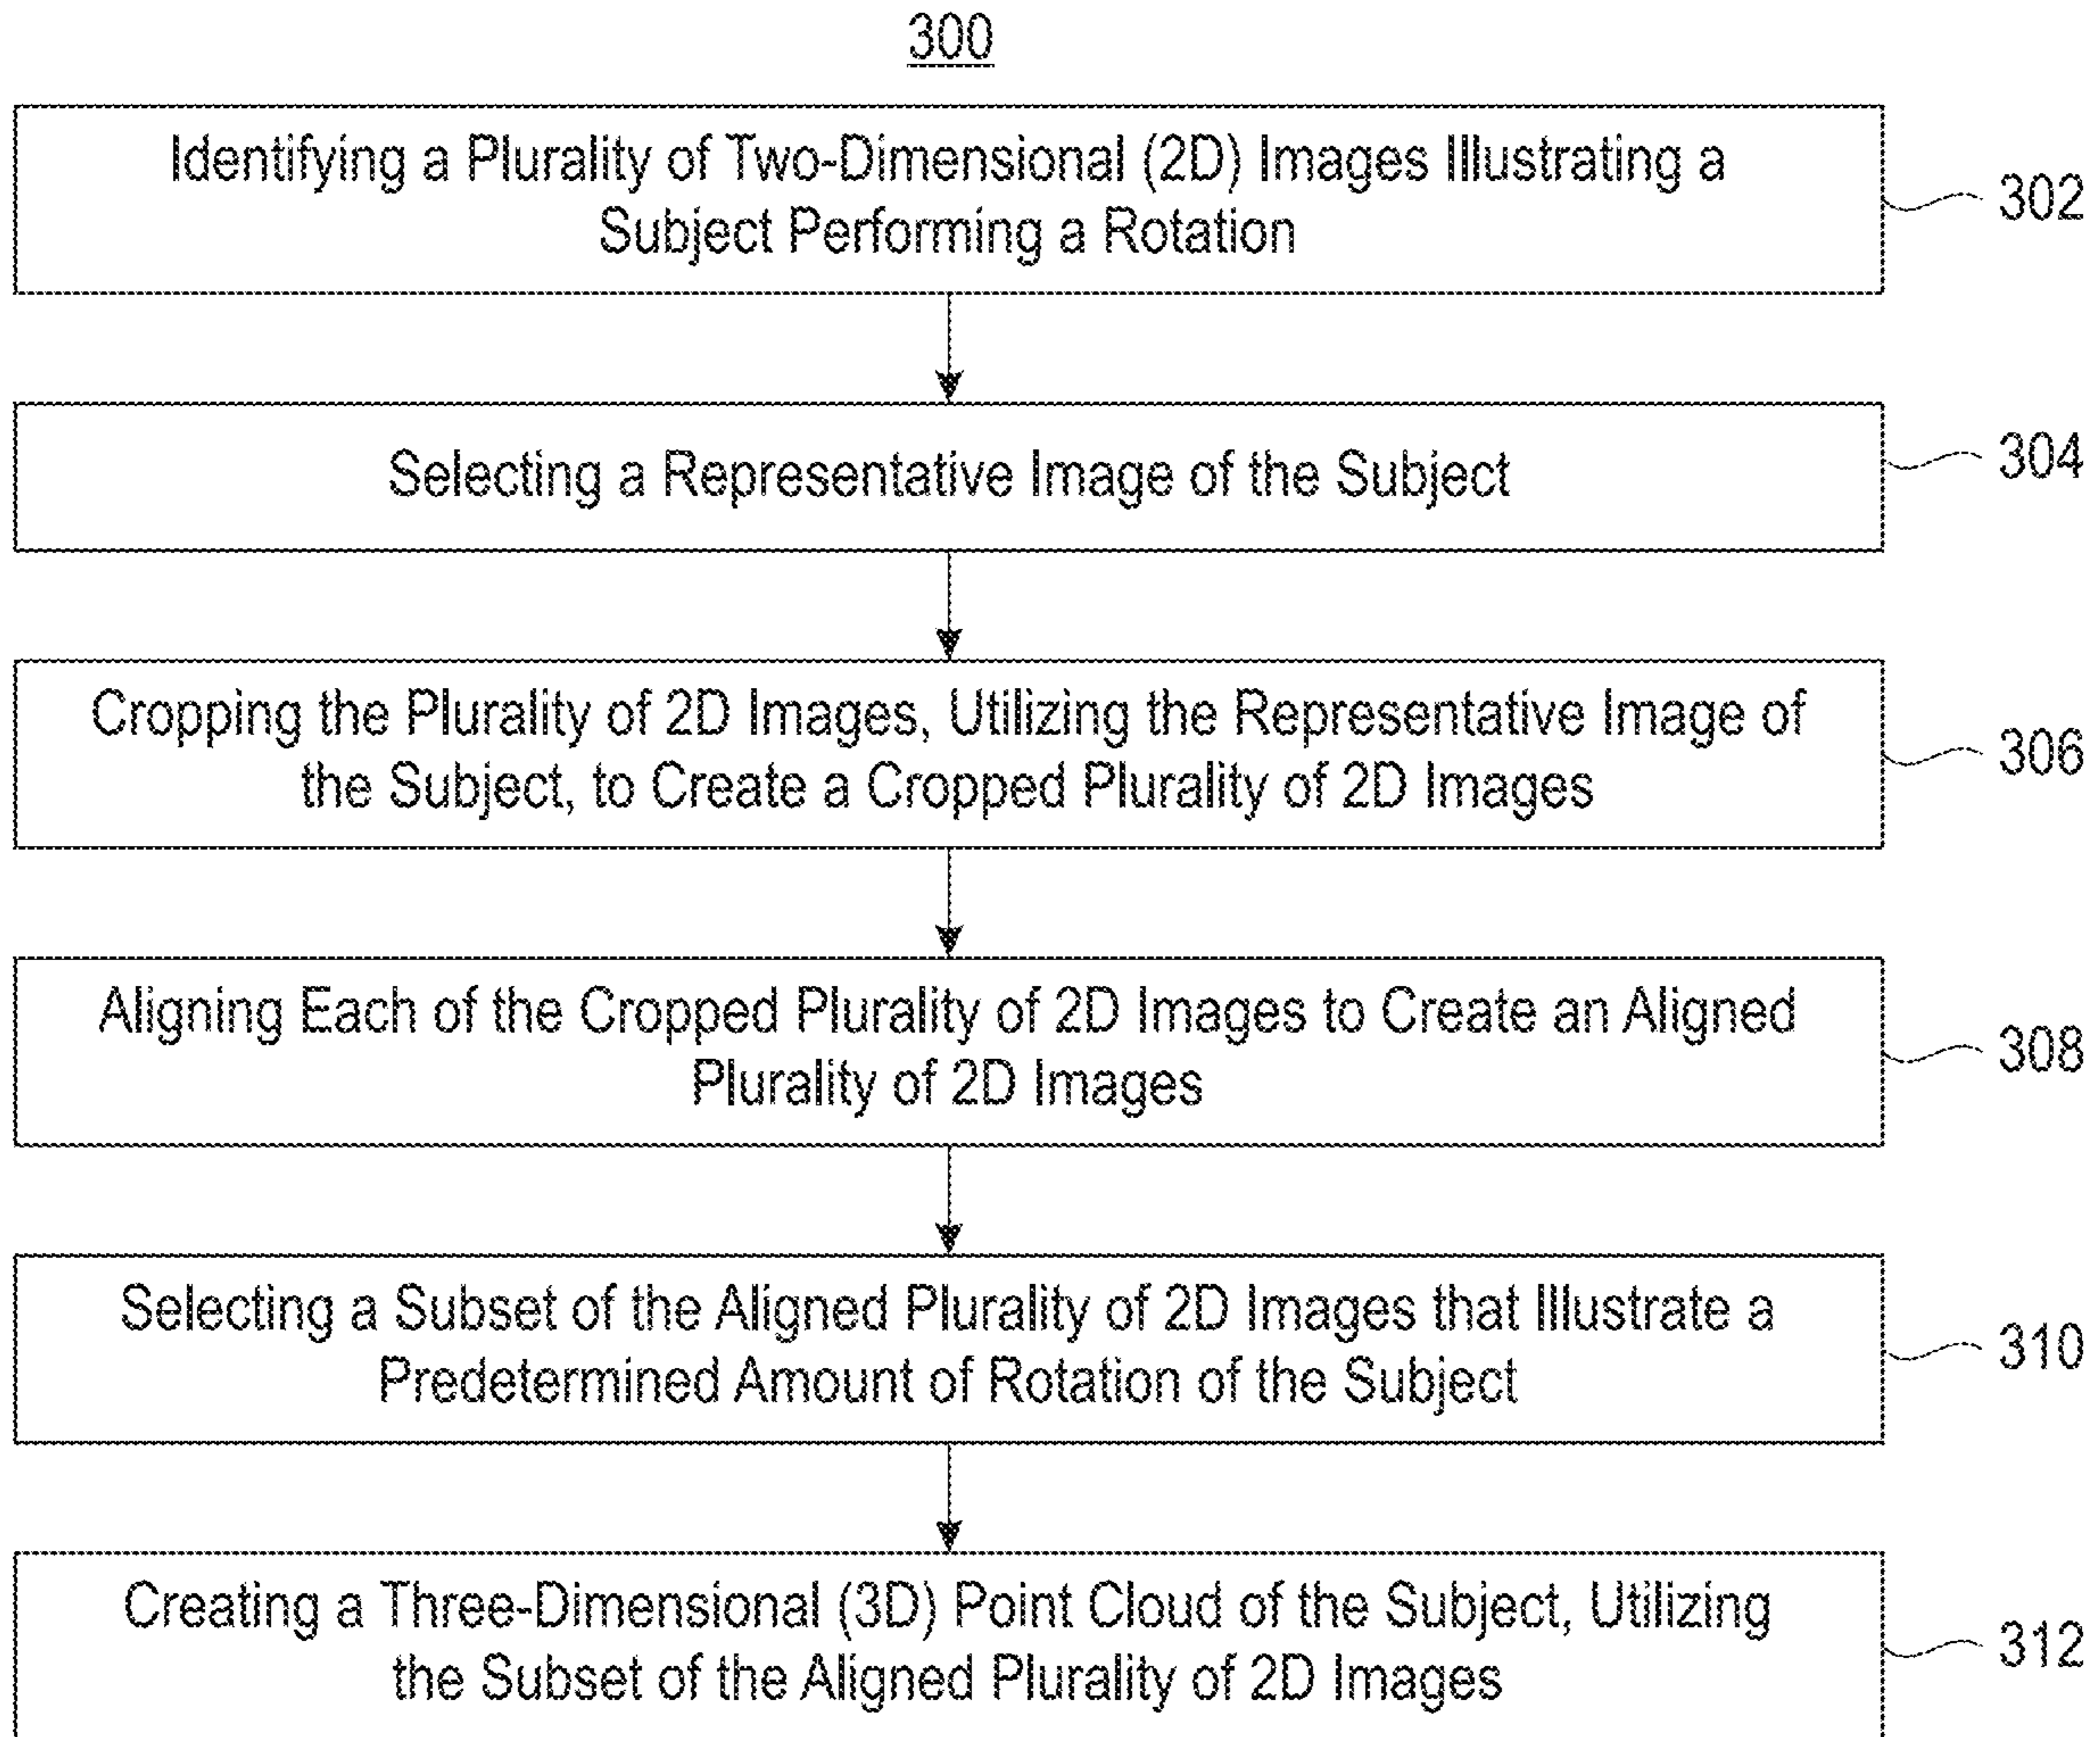 300
Identifying a Plurality of Two-Dimensional (2D) Images Illustrating a
Subject Performing a Rotation
302
Selecting a Representative Image of the Subject
304
Cropping the Plurality of 2D Images, Utilizing the Representative Image of
the Subject, to Create a Cropped Plurality of 2D Images
306
Aligning Each of the Cropped Plurality of 2D Images to Create an Aligned
Plurality of 2D Images
308
Selecting a Subset of the Aligned Plurality of 2D Images that Illustrate a
Predetermined Amount of Rotation of the Subject
310
Creating a Three-Dimensional (3D) Point Cloud of the Subject, Utilizing
the Subset of the Aligned Plurality of 2D Images
312